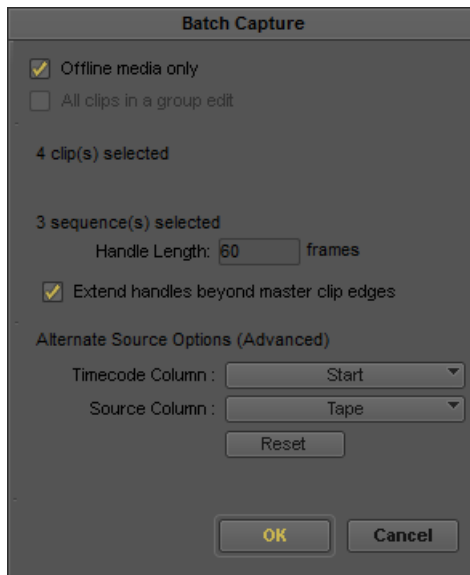 Batch Capture
Offline media only
All clips in a group edit
4 clip(s) selected
3 sequence(s) selected
Handle Length: 60 frames
Extend handles beyond master clip edges
Alternate Source Options (Advanced)
Timecode Column : Start
Source Column : Tape
Reset
OK Cancel